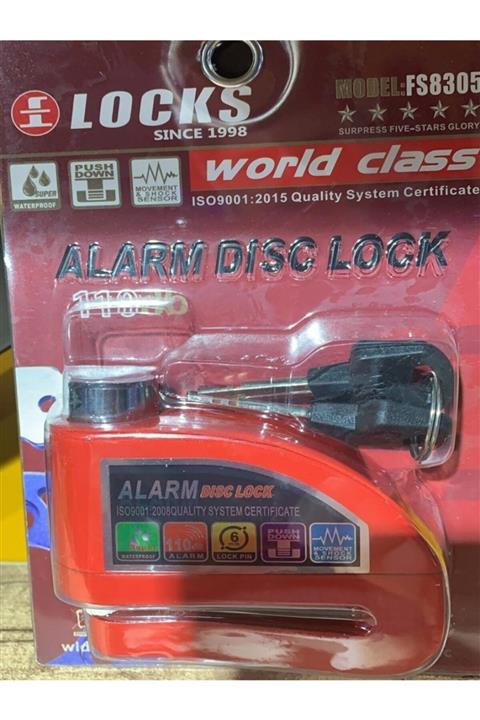 LOCKS
SINCE 1998
MODEL:FS8305
SURPRESS FIVE-STARS GLORY
SUPER
WATERPROOF
PUSH
DOWN
MOVEMENT
& SHOCK
SENSOR
world class
ISO9001:2015 Quality System Certificate
ALARM DISC LOCK
110
ALARM DISC LOCK
ISO9001:2008QUALITY SYSTEM CERTIFICATE
Super
WATERPROOF
110
ALARM
6
LOCK PIN
PUSH
DOWN
MOVEMENT
& SHOCK
SENSOR